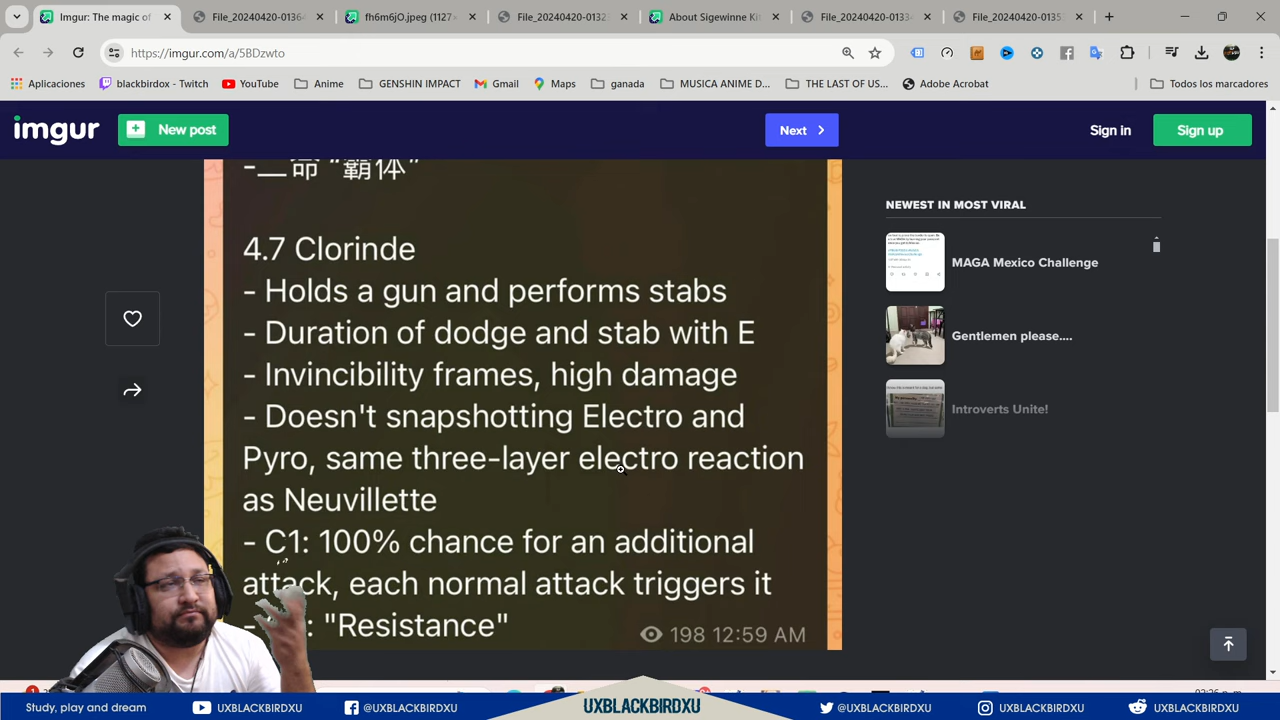 Imgur: The magic of
File_20240420-0136
fh6m6jO.jpeg (1127×
File_20240420-0132
About Sigewinne Ki
File_20240420-0133
File_20240420-0135
https://imgur.com/a/5BDzwto
Aplicaciones
blackbirdox - Twitch
YouTube
Anime
GENSHIN IMPACT
Gmail
Maps
ganada
MUSICA ANIME D...
THE LAST OF US...
Adobe Acrobat
Todos los marcadores
imgur
New post
Next
Sign in
Sign up
-二命 “霸体”
4.7 Clorinde
- Holds a gun and performs stabs
- Duration of dodge and stab with E
- Invincibility frames, high damage
- Doesn't snapshotting Electro and
Pyro, same three-layer electro reaction
as Neuvillette
- C1: 100% chance for an additional
attack, each normal attack triggers it
: "Resistance"
198 12:59 AM
NEWEST IN MOST VIRAL
MAGA Mexico Challenge
Gentlemen please....
Introverts Unite!
Study, play and dream
UXBLACKBIRDXU
@UXBLACKBIRDXU
UXBLACKBIRDXU
@UXBLACKBIRDXU
UXBLACKBIRDXU
UXBLACKBIRDXU